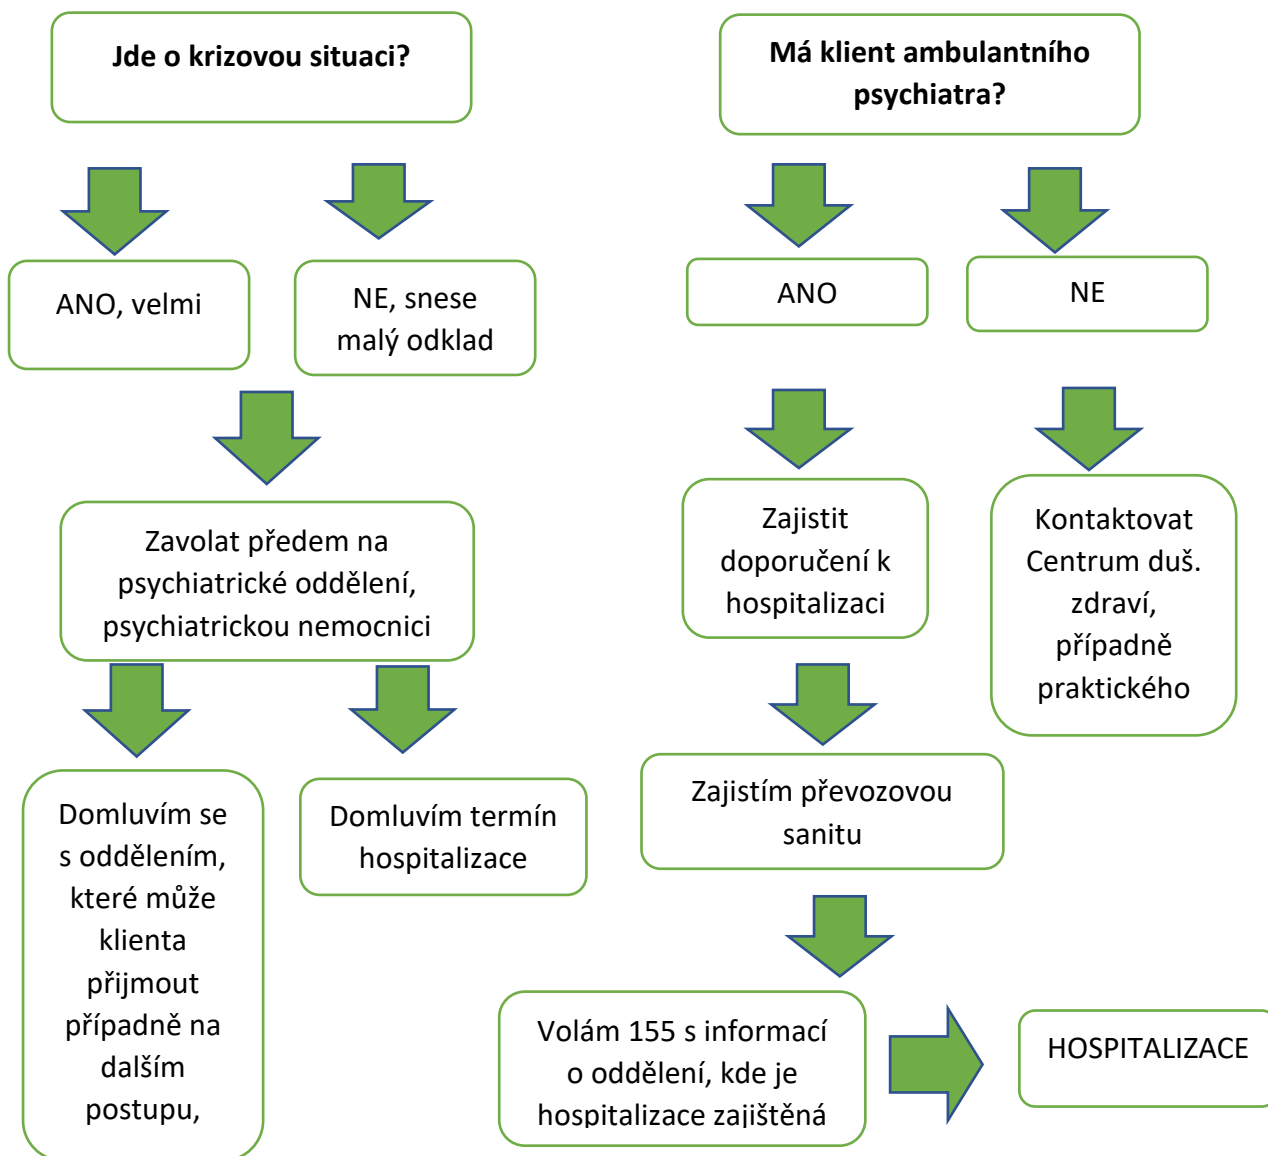 Jde o krizovou situaci?
ANO, velmi
NE, snese
malý odklad
Zavolat předem na
psychiatrické oddělení,
psychiatrickou nemocnici
Domluvím se
s oddělením,
které může
klienta
přijmout
případně na
dalším
postupu,
Domluvím termín
hospitalizace
Má klient ambulantního
psychiatra?
ANO
NE
Zajistit
doporučení k
hospitalizaci
Kontaktovat
Centrum duš.
zdraví,
případně
praktického
Zajistím převozovou
sanitu
Volám 155 s informací
o oddělení, kde je
hospitalizace zajištěná
HOSPITALIZACE